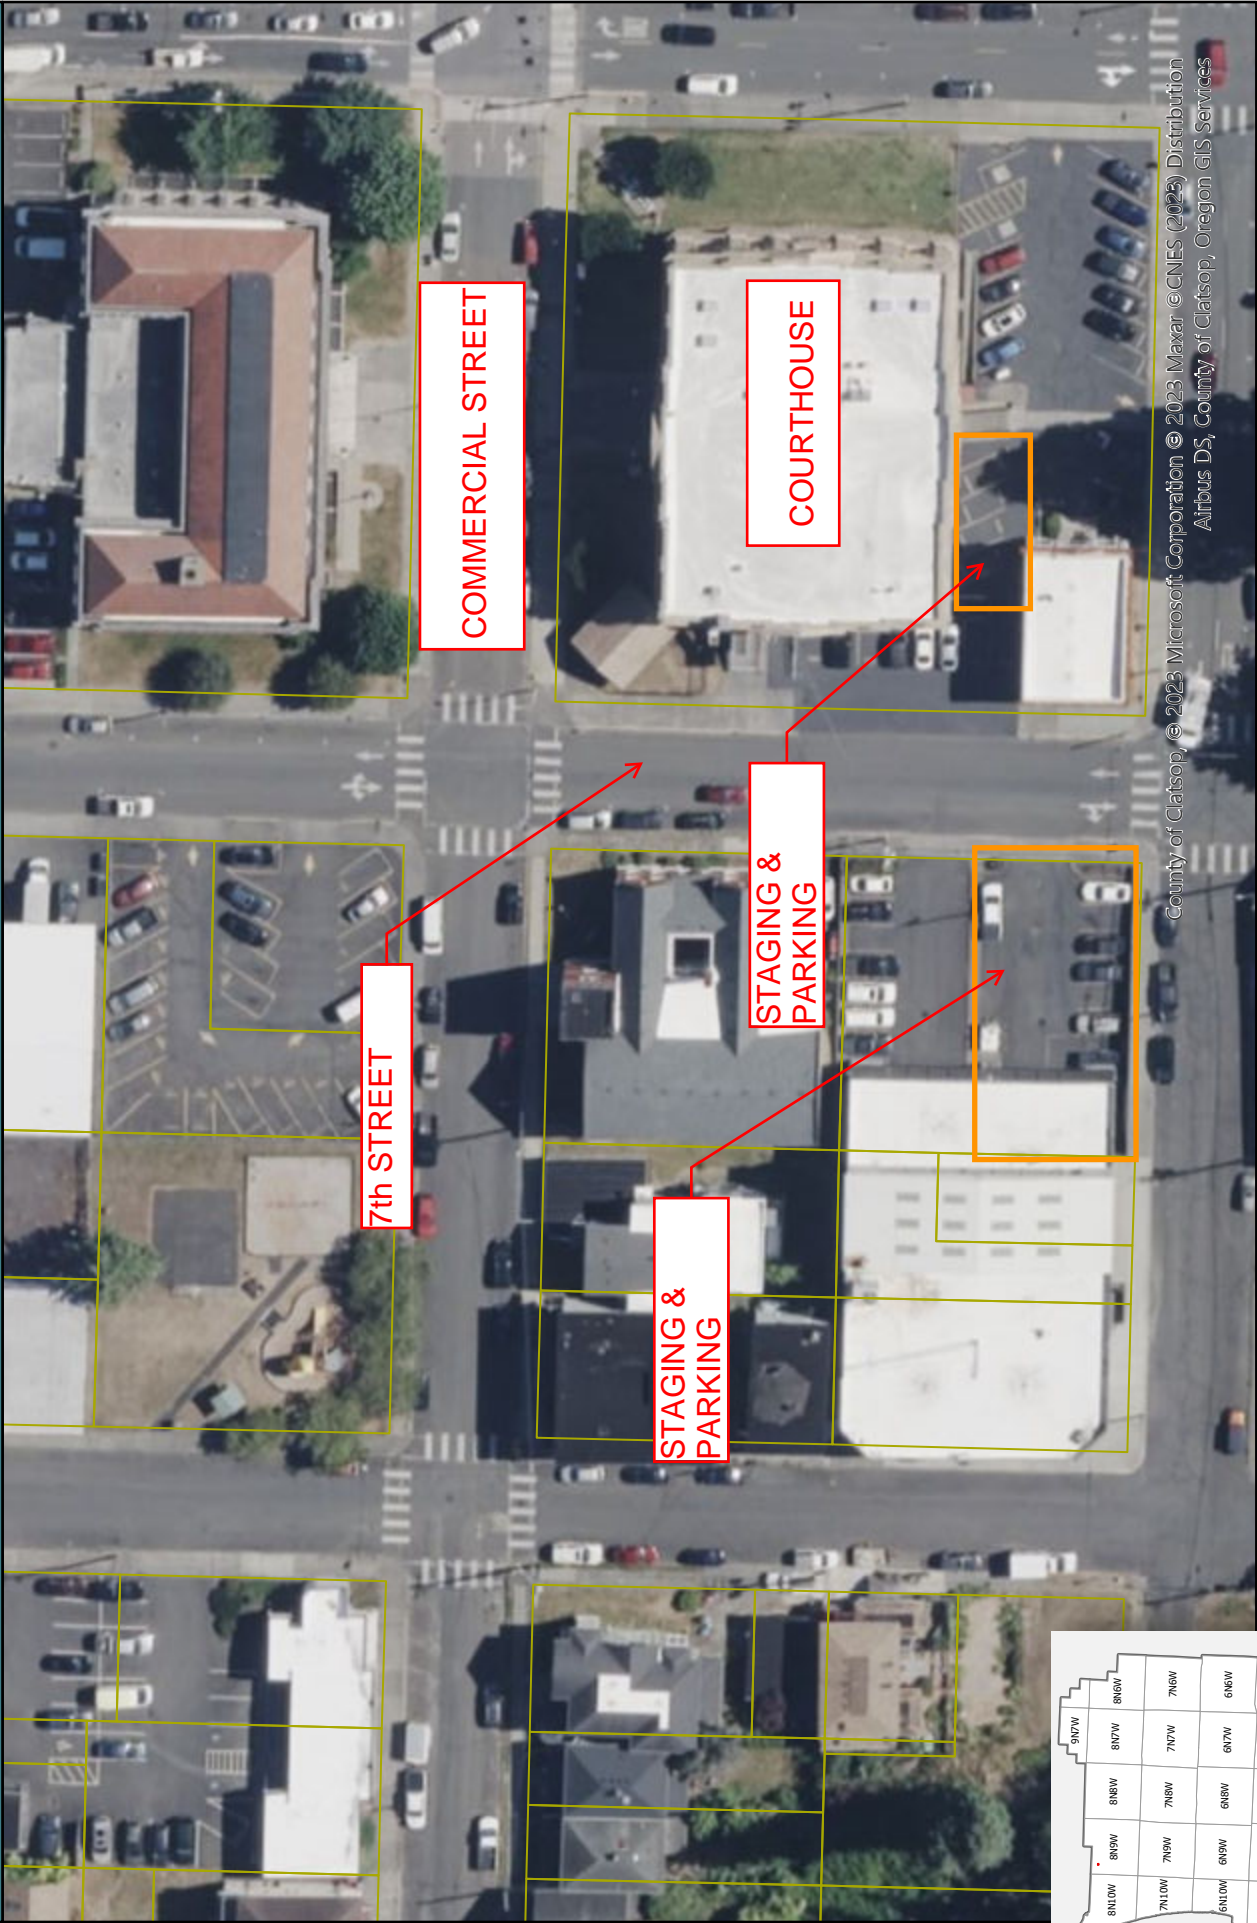 COMMERCIAL STREET
COURTHOUSE
STAGING &
PARKING
7th STREET
STAGING &
PARKING
County of Clatsop, © 2023 Microsoft Corporation © 2023 Maxar ©CNES (2023) Distribution
Airbus DS, County of Clatsop, Oregon GIS Services
9N7W
8N10W
8N9W
8N8W
8N7W
8N6W
7N10W
7N9W
7N8W
7N7W
7N6W
6N10W
6N9W
6N8W
6N7W
6N6W